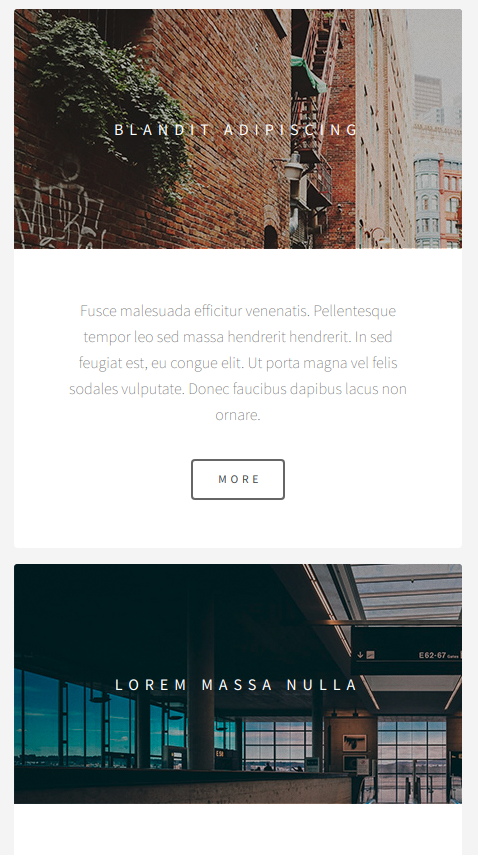 BLANDIT ADIPISCING
Fusce malesuada efficitur venenatis. Pellentesque
tempor leo sed massa hendrerit hendrerit. In sed
feugiat est, eu congue elit. Ut porta magna vel felis
sodales vulputate. Donec faucibus dapibus lacus non
ornare.
MORE
E62-67 Gates
LOREM MASSA NULLA
E58